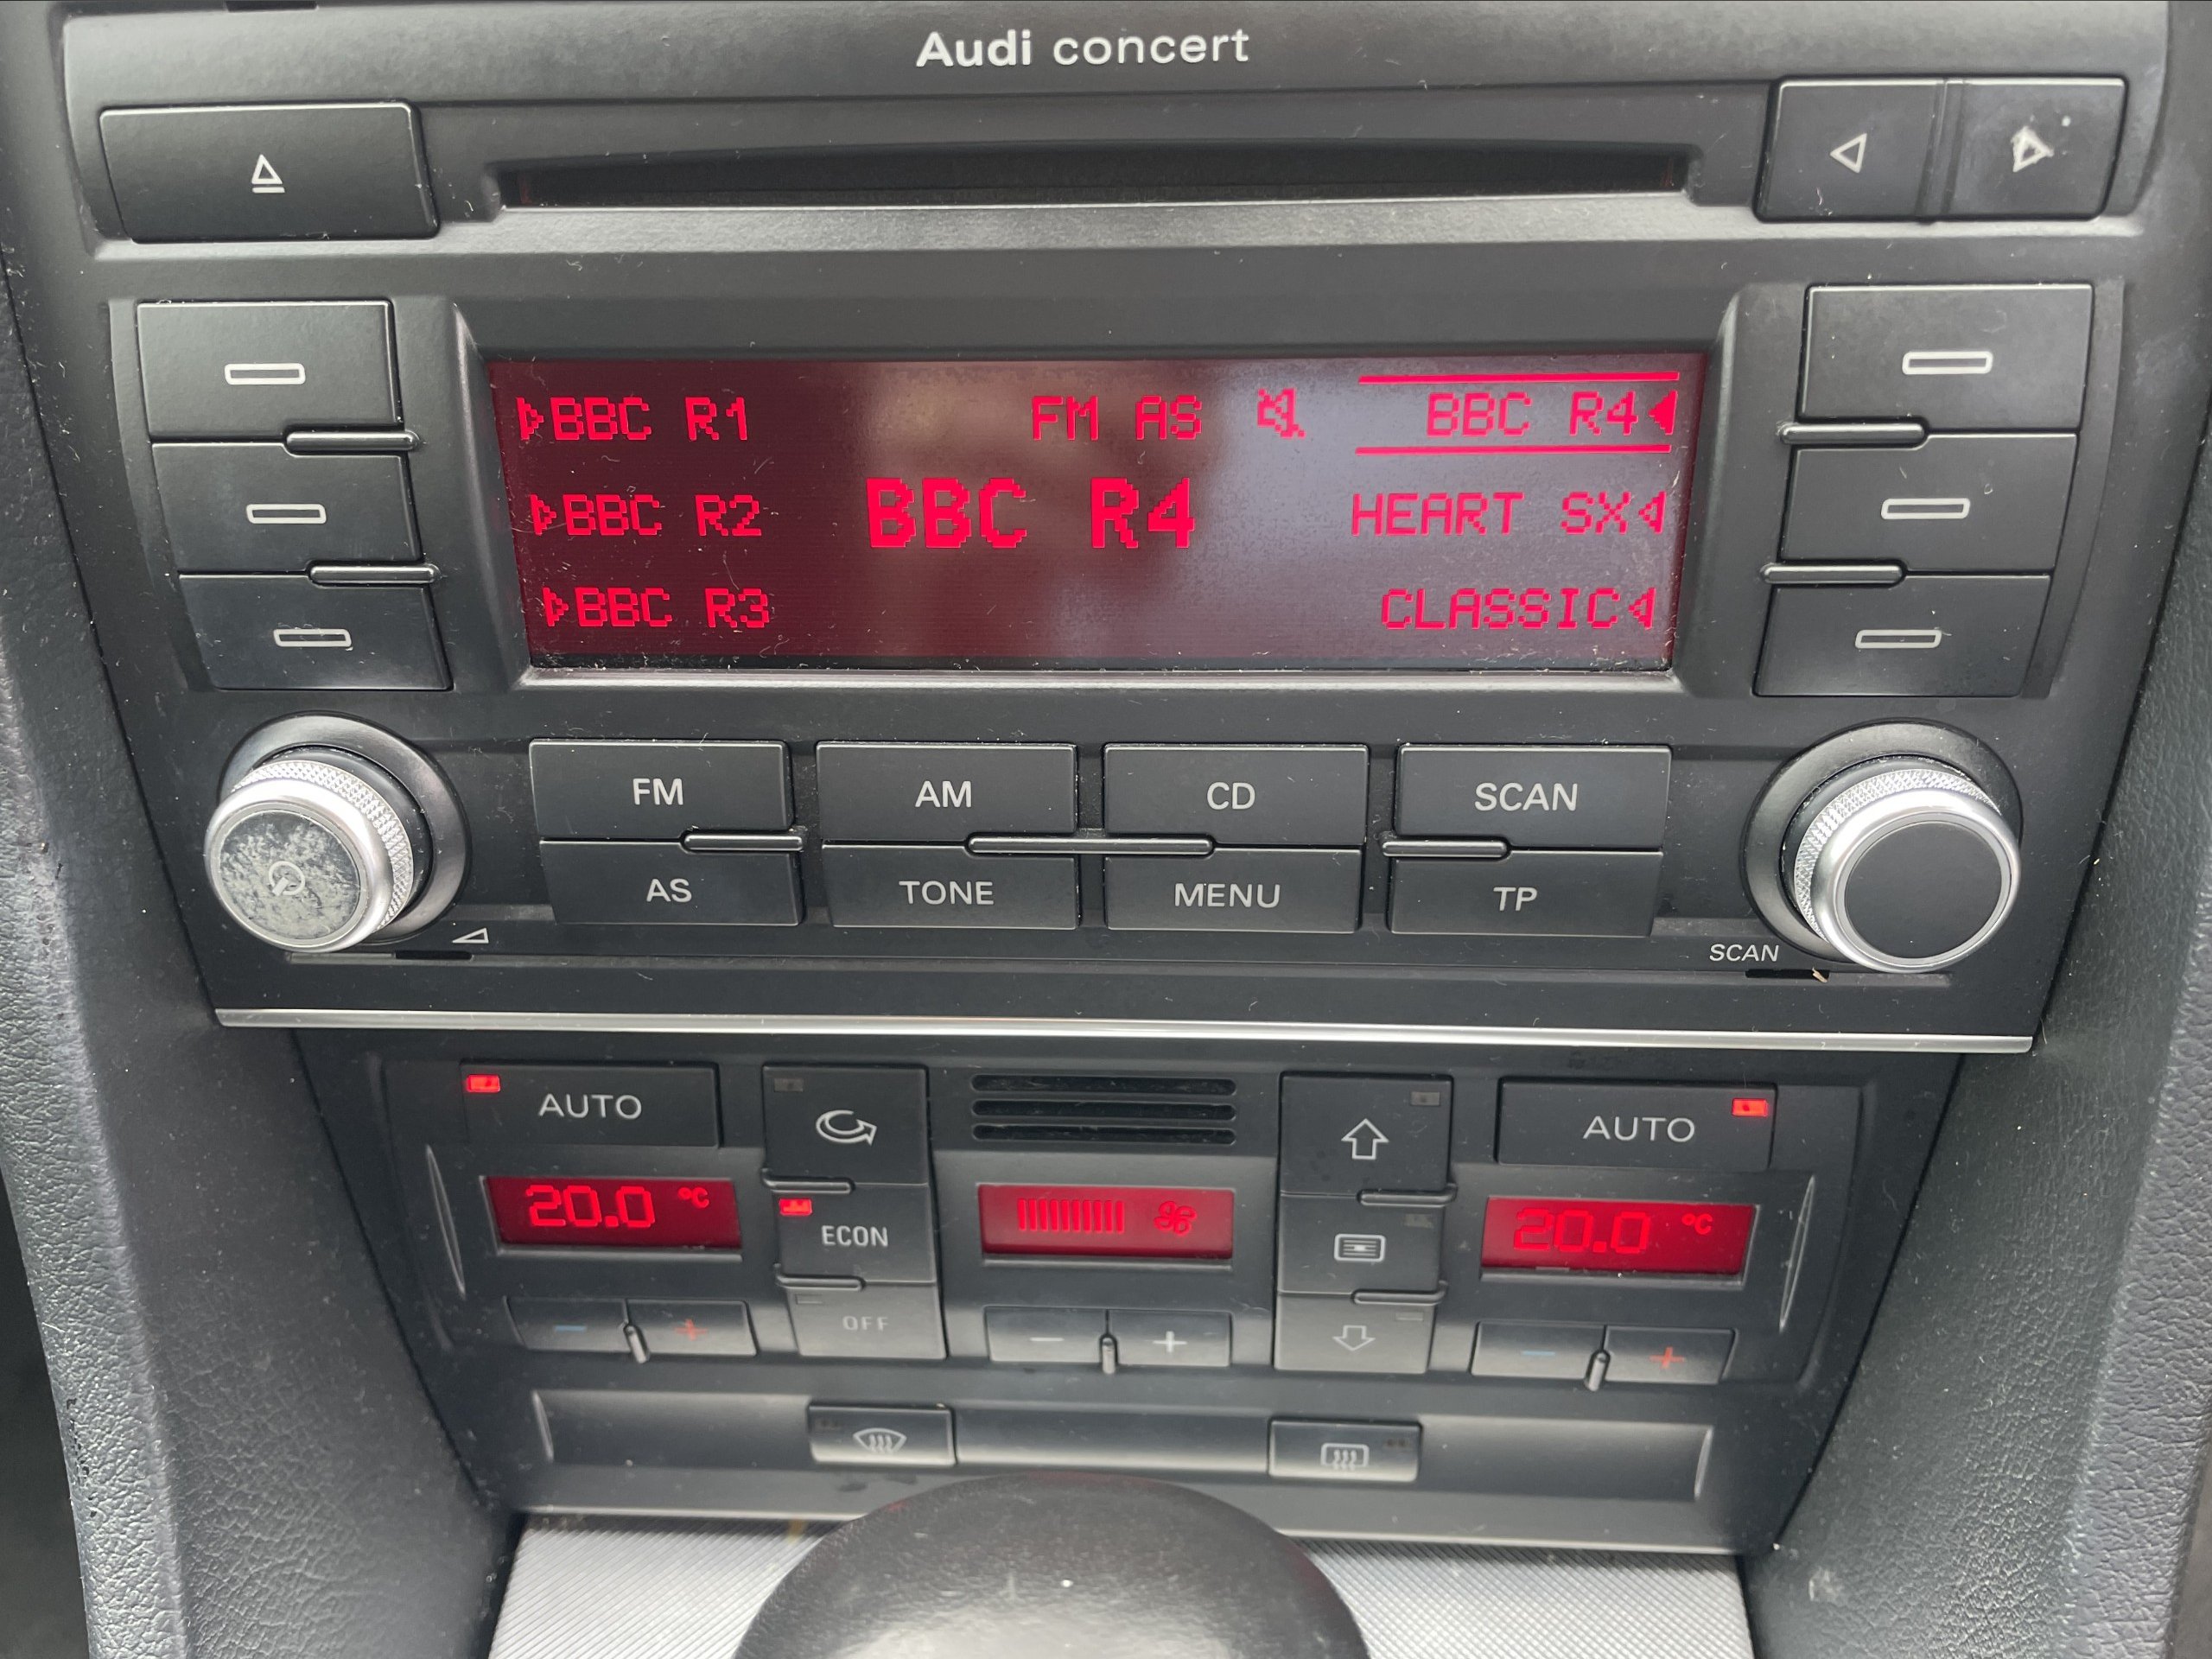 Audi concert
BBC R1 FM AS BBC R4
BBC R2 BBC R4 HEART SX
BBC R3 CLASSIC
FM AM CD SCAN
AS TONE MENU TP
SCAN
AUTO AUTO
20.0 °C ECON 20.0 °C
OFF